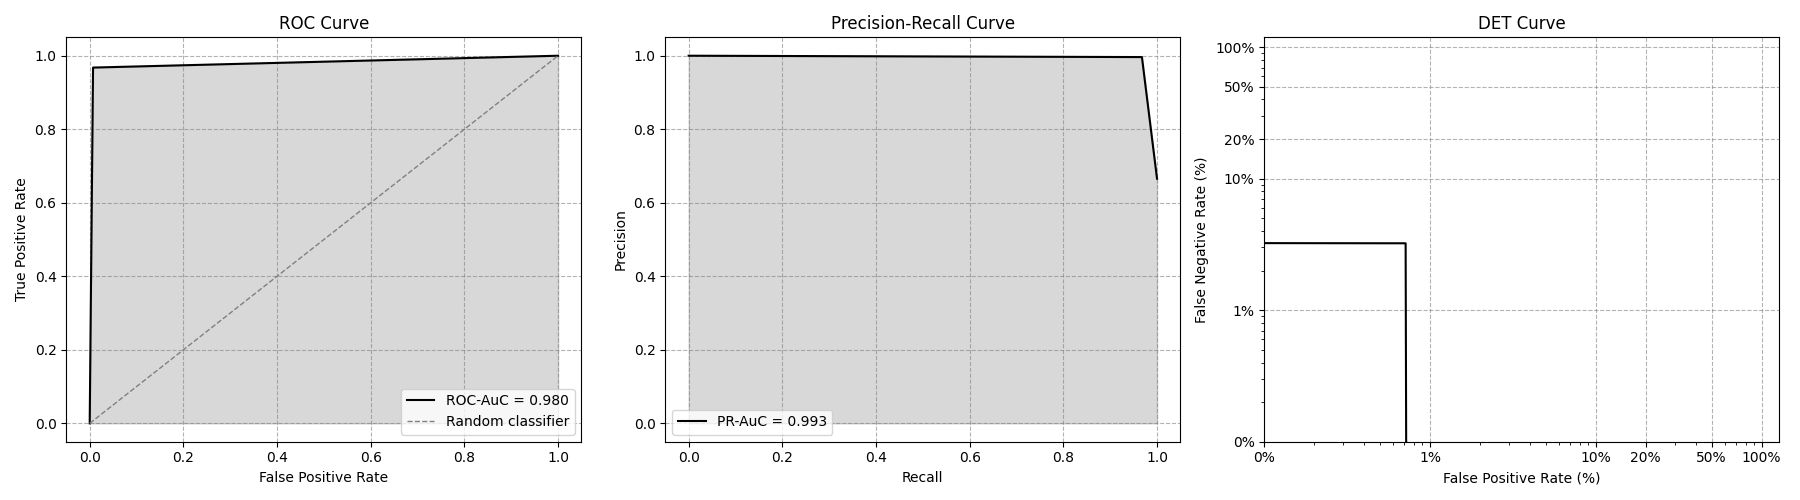 ROC Curve
True Positive Rate
1.0
0.8
0.6
0.4
0.2
0.0
ROC-AuC = 0.980
Random classifier
0.0 0.2 0.4 0.6 0.8 1.0
False Positive Rate
Precision-Recall Curve
Precision
1.0
0.8
0.6
0.4
0.2
0.0
PR-AuC = 0.993
0.0 0.2 0.4 0.6 0.8 1.0
Recall
DET Curve
False Negative Rate (%)
100%
50%
20%
10%
1%
0%
0% 1% 10% 20% 50% 100%
False Positive Rate (%)